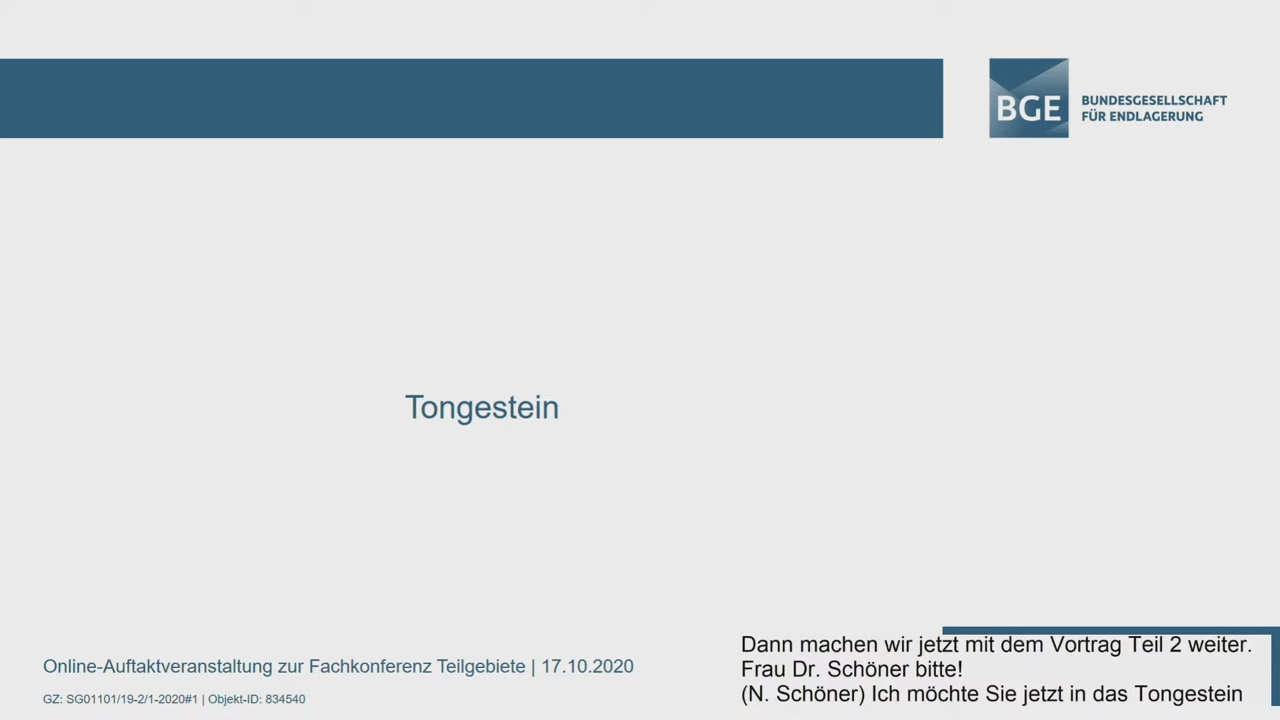 BGE
BUNDESGESELLSCHAFT
FÜR ENDLAGERUNG
Tongestein
Online-Auftaktveranstaltung zur Fachkonferenz Teilgebiete | 17.10.2020
GZ: SG01101/19-2/1-2020#1 | Objekt-ID: 834540
Dann machen wir jetzt mit dem Vortrag Teil 2 weiter.
Frau Dr. Schöner bitte!
(N. Schöner) Ich möchte Sie jetzt in das Tongestein